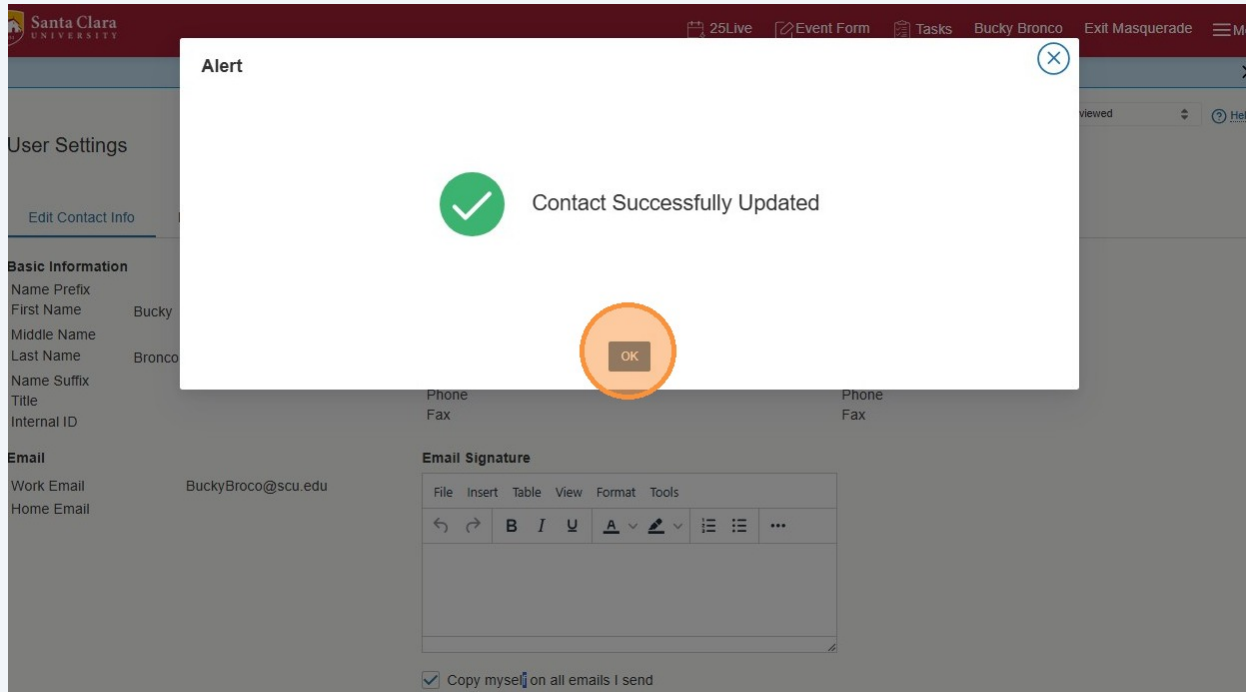 Santa Clara
UNIVERSITY
25Live Event Form Tasks Bucky Bronco Exit Masquerade
Alert
viewed
User Settings
Contact Successfully Updated
Edit Contact Info
Basic Information
Name Prefix
First Name Bucky
Middle Name
Last Name Bronco
OK
Name Suffix
Title
Phone Phone
Internal ID
Fax Fax
Email Email Signature
Work Email BuckyBroco@scu.edu
File Insert Table View Format Tools
Home Email
B I U A
Copy myself on all emails I send